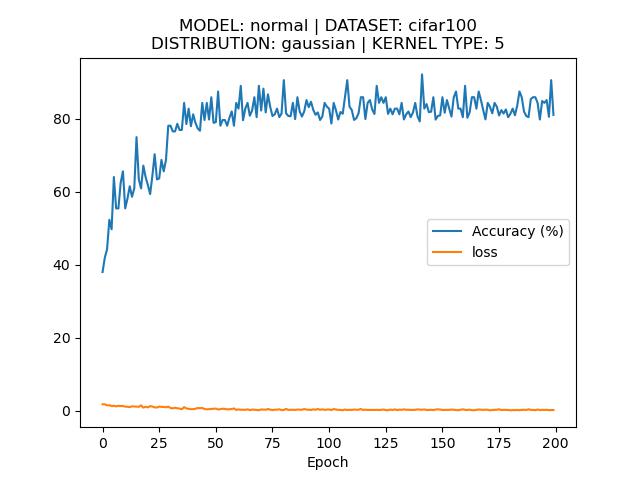 MODEL: normal | DATASET: cifar100
DISTRIBUTION: gaussian | KERNEL TYPE: 5
80
60
40
20
0
Accuracy (%)
loss
0 25 50 75 100 125 150 175 200
Epoch